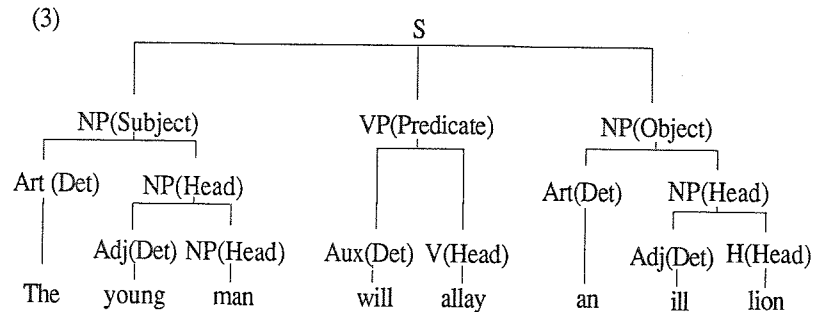 (3)
S
NP(Subject) VP(Predicate) NP(Object)
Art (Det) NP(Head) Art(Det) NP(Head)
Adj(Det) NP(Head) Aux(Det) V(Head) Adj(Det) H(Head)
The young man will allay an ill lion